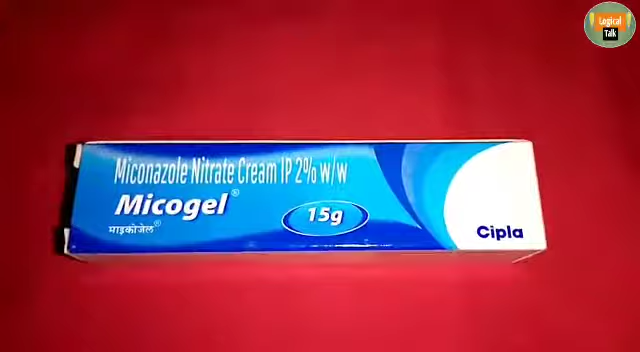 Logical
Talk
Miconazole Nitrate Cream IP 2% w/w
Micogel®
माइकोजेल®
15g
Cipla